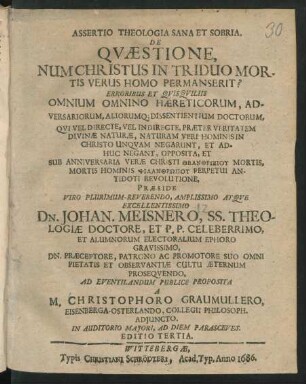 30
ASSERTIO THEOLOGIA SANA ET SOBRIA.
DE
QVÆSTIONE,
NUM CHRISTUS IN TRIDUO MOR-
TIS VERUS HOMO PERMANSERIT?
ERRORIBUS ET
OMNIUM OMNINO HÆRETICORUM, AD-
VERSARIORUM, ALIORUMQ; DISSENTIENTIUM DOCTORUM,
QUI VEL DIRECTE, VEL INDIRECTE, PRÆTER VERITATEM
DIVINÆ NATURÆ, NATURAM VERI HOMINIS IN
CHRISTO UNQVAM NEGARUNT, ET AD-
HUC NEGANT, OPPOSITA, ET
SUB ANNIVERSARIA VERÆ CHRISTI ΘΕΑΝΘΡΩΠΟΥ MORTIS,
MORTIS HOMINIS ΦΙΛΑΝΘΡΩΠΟΥ PERPETUI AN-
TIDOTI REVOLUTIONE,
PRÆSIDE
VIRO PLURIMUM-REVERENDO, AMPLISSIMO ATQVE
EXCELLENTISSIMO
DN. JOHAN. MEISNERO, SS. THEO-
LOGIÆ DOCTORE, ET P. P. CELEBERRIMO,
ET ALUMNORUM ELECTORALIUM EPHORO
GRAVISSIMO,
DN. PRÆCEPTORE, PATRONO AC PROMOTORE SUO OMNI
PIETATIS ET OBSERVANTIÆ CULTU ÆTERNUM
PROSEQVENDO,
AD EVENTILANDUM PUBLICE PROPOSITA
A
M. CHRISTOPHORO GRAUMULLERO,
EISENBERGA-OSTERLANDO, COLLEGII PHILOSOPH.
ADJUNCTO.
IN AUDITORIO MAJORI, AD DIEM PARASCEVES.
EDITIO TERTIA.
WITTEBERGÆ,
Typis CHRISTIANI SCHRÖDTERI, Acad. Typ. Anno 1686.